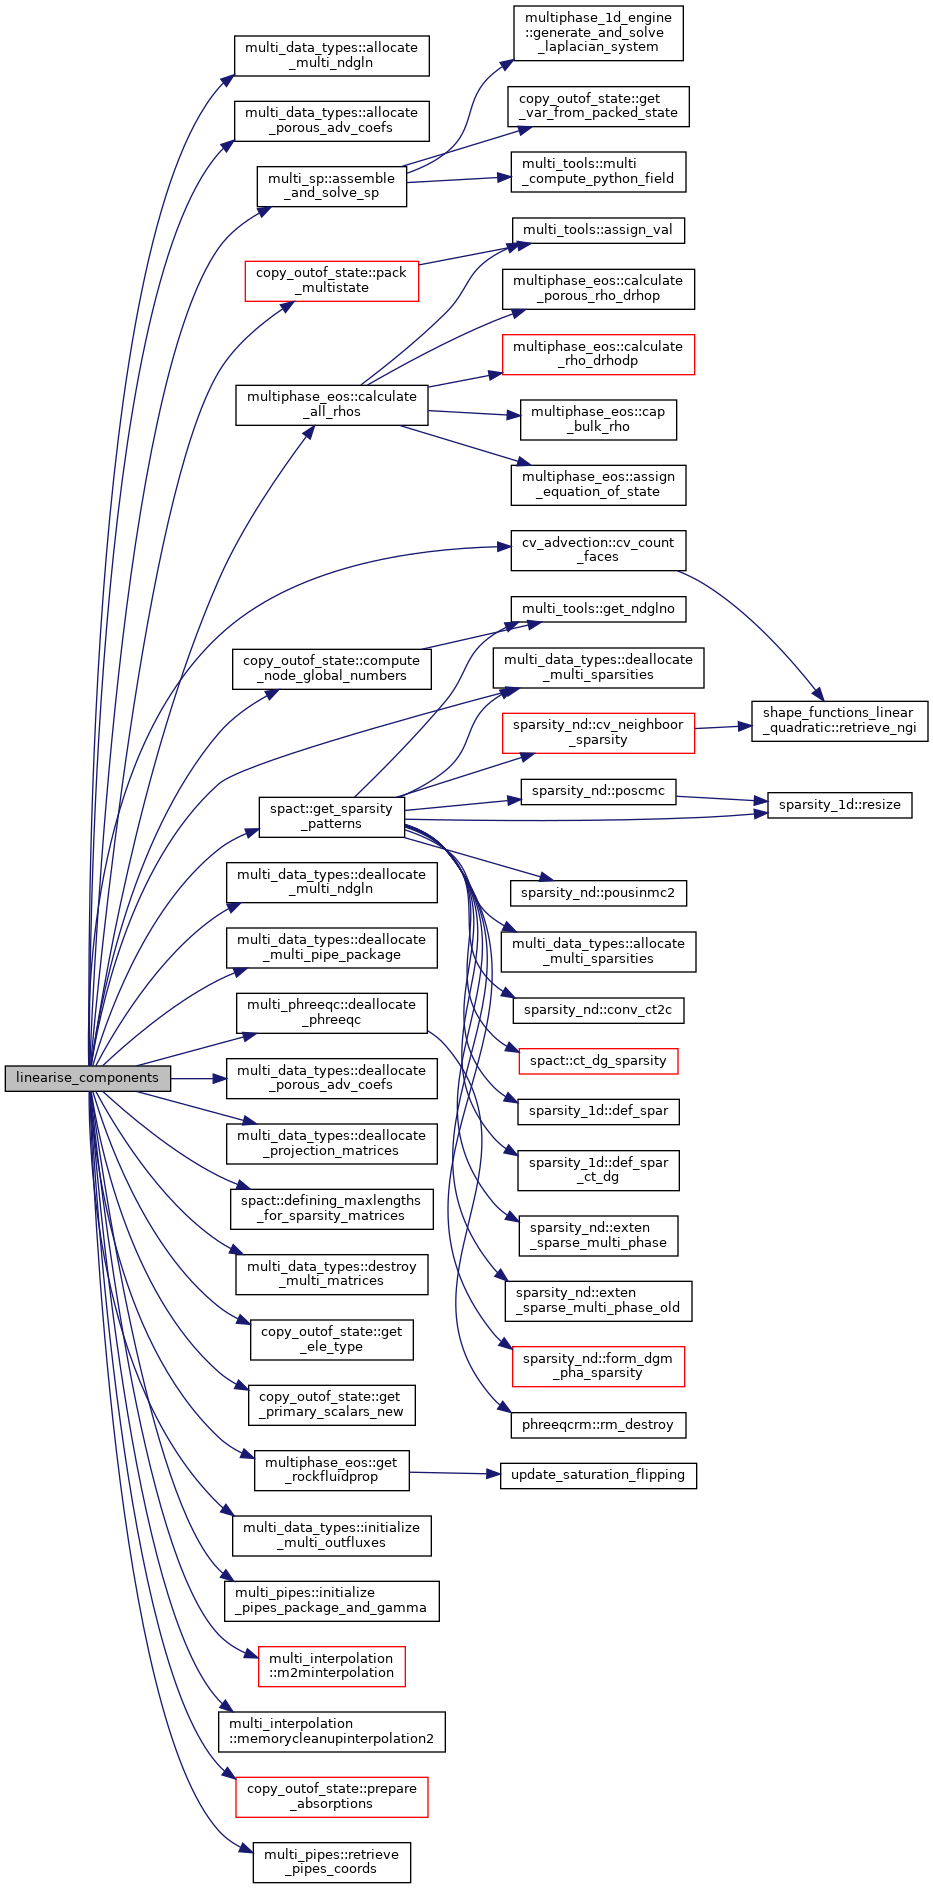 linearise_components
multi_data_types::allocate
_multi_ndgln
multi_data_types::allocate
_porous_adv_coefs
multi_sp::assemble
_and_solve_sp
copy_outof_state::pack
_multistate
multiphase_eos::calculate
_all_rhos
copy_outof_state::compute
_node_global_numbers
spact::get_sparsity
_patterns
multi_data_types::deallocate
_multi_ndgln
multi_data_types::deallocate
_multi_pipe_package
multi_phreeqc::deallocate
_phreeqc
multi_data_types::deallocate
_porous_adv_coefs
multi_data_types::deallocate
_projection_matrices
spact::defining_maxlengths
_for_sparsity_matrices
multi_data_types::destroy
_multi_matrices
copy_outof_state::get
_ele_type
copy_outof_state::get
_primary_scalars_new
multiphase_eos::get
_rockfluidprop
multi_data_types::initialize
_multi_outfluxes
multi_pipes::initialize
_pipes_package_and_gamma
multi_interpolation
::m2minterpolation
multi_interpolation
::memorycleanupinterpolation2
copy_outof_state::prepare
_absorptions
multi_pipes::retrieve
_pipes_coords
multiphase_1d_engine
::generate_and_solve
_laplacian_system
copy_outof_state::get
_var_from_packed_state
multi_tools::multi
_compute_python_field
multi_tools::assign_val
multiphase_eos::calculate
_porous_rho_drhop
multiphase_eos::calculate
_rho_drhodp
multiphase_eos::cap
_bulk_rho
multiphase_eos::assign
_equation_of_state
cv_advection::cv_count
_faces
multi_tools::get_ndglno
multi_data_types::deallocate
_multi_sparsities
sparsity_nd::cv_neighboor
_sparsity
sparsity_nd::poscmc
sparsity_nd::pousinmc2
multi_data_types::allocate
_multi_sparsities
sparsity_nd::conv_ct2c
spact::ct_dg_sparsity
sparsity_1d::def_spar
sparsity_1d::def_spar
_ct_dg
sparsity_nd::exten
_sparse_multi_phase
sparsity_nd::exten
_sparse_multi_phase_old
sparsity_nd::form_dgm
_pha_sparsity
phreeqcrm::rm_destroy
update_saturation_flipping
shape_functions_linear
_quadratic::retrieve_ngi
sparsity_1d::resize